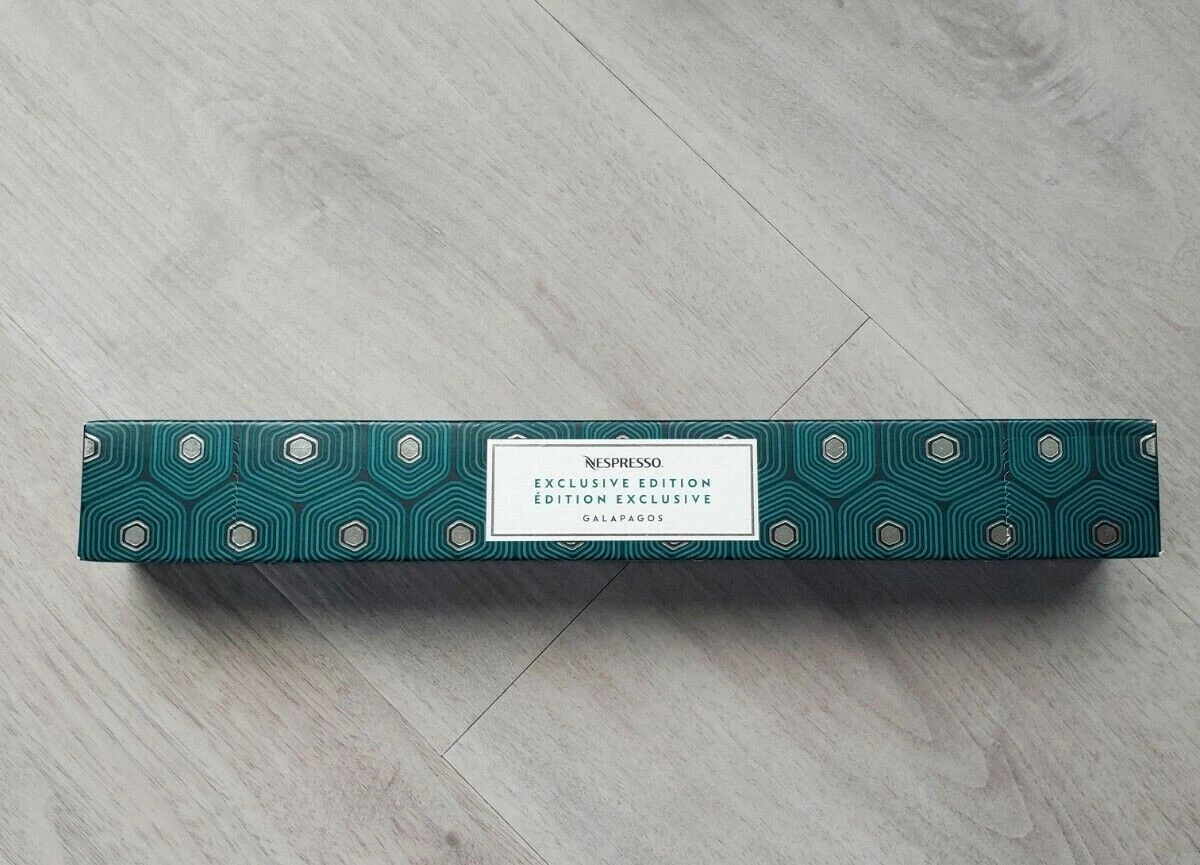 NESPRESSO.
EXCLUSIVE EDITION
ÉDITION EXCLUSIVE
GALAPAGOS